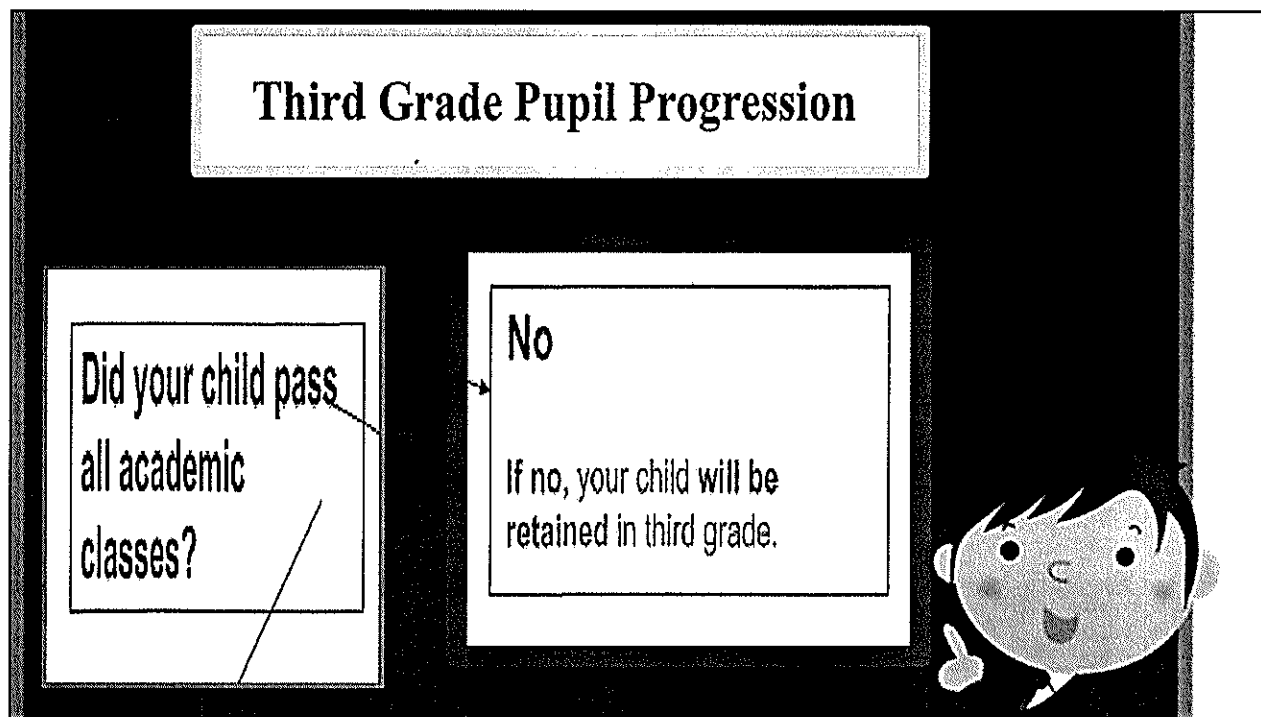 Third Grade Pupil Progression
Did your child pass
all academic
classes?
No
If no, your child will be
retained in third grade.